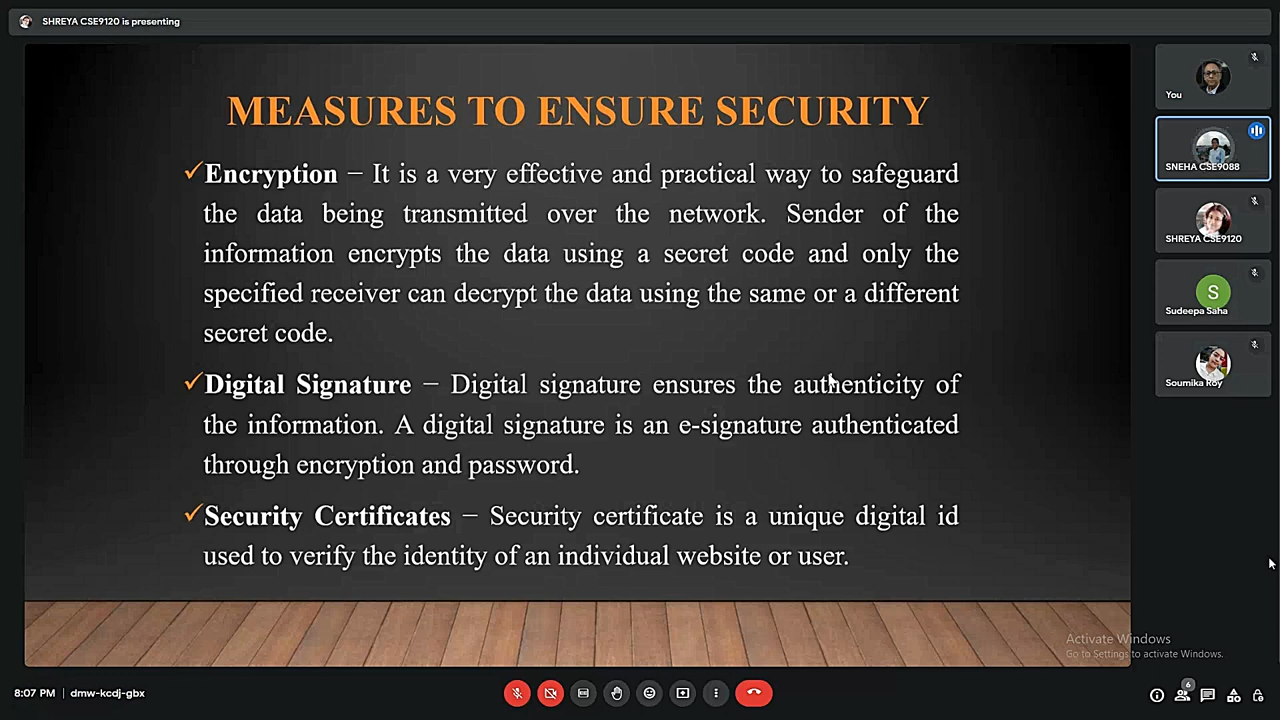 SHREYA CSE9120 is presenting
MEASURES TO ENSURE SECURITY
✓Encryption – It is a very effective and practical way to safeguard
the data being transmitted over the network. Sender of the
information encrypts the data using a secret code and only the
specified receiver can decrypt the data using the same or a different
secret code.
✓Digital Signature – Digital signature ensures the authenticity of
the information. A digital signature is an e-signature authenticated
through encryption and password.
✓Security Certificates – Security certificate is a unique digital id
used to verify the identity of an individual website or user.
You
SNEHA CSE9088
SHREYA CSE9120
S
Sudeepa Saha
Soumika Roy
Activate Windows
Go to Settings to activate Windows.
8:07 PM | dmw-kcdj-gbx
6